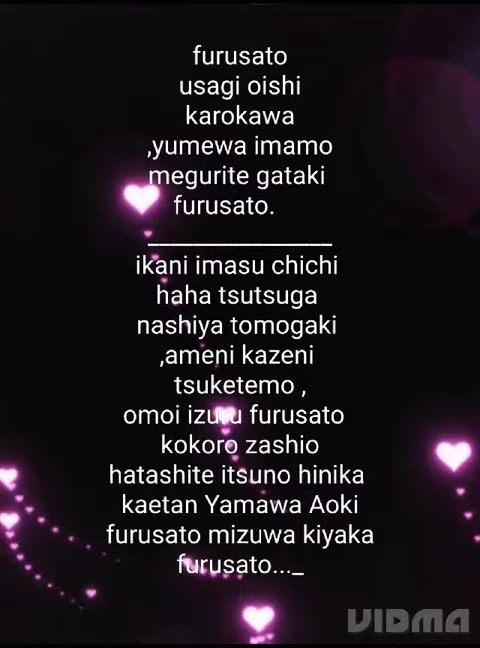 furusato
usagi oishi
karokawa
,yumewa imamo
megurite gataki
furusato.
________________
ikani imasu chichi
haha tsutsuga
nashiya tomogaki
,ameni kazeni
tsuketemo ,
omoi izuru furusato
kokoro zashio
hatashite itsuno hinika
kaetan Yamawa Aoki
furusato mizuwa kiyaka
furusato..._
VIDMA